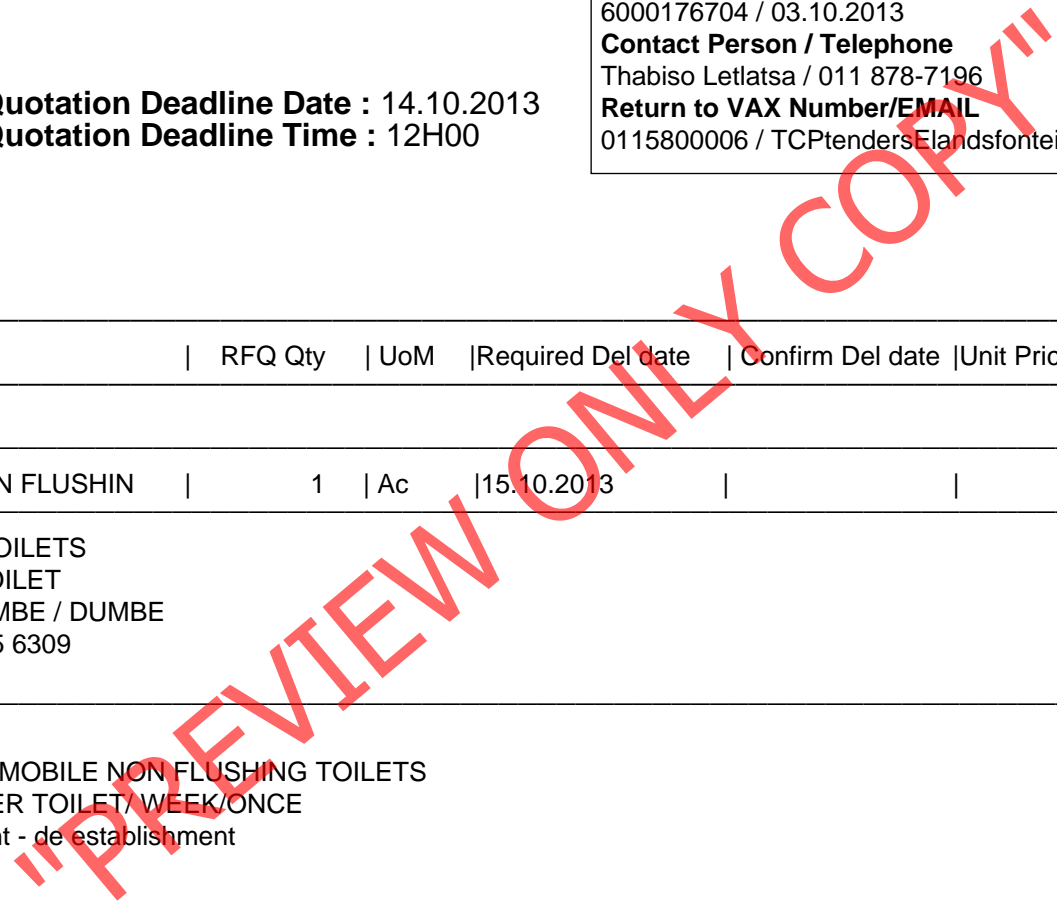 6000176704 / 03.10.2013
Contact Person / Telephone
Thabiso Letlatsa / 011 878-7196
Quotation Deadline Date : 14.10.2013
Return to VAX Number/EMAIL
Quotation Deadline Time : 12H00
0115800006 / TCPtendersElandsfontei
| RFQ Qty | UoM |Required Del date | Confirm Del date |Unit Pric
N FLUSHIN | 1 | Ac |15.10.2013 | |
OILETS
OILET
MBE / DUMBE
5 6309
MOBILE NON FLUSHING TOILETS
ER TOILET/ WEEK/ONCE
nt - de establishment
"PREVIEW ONLY COPY"